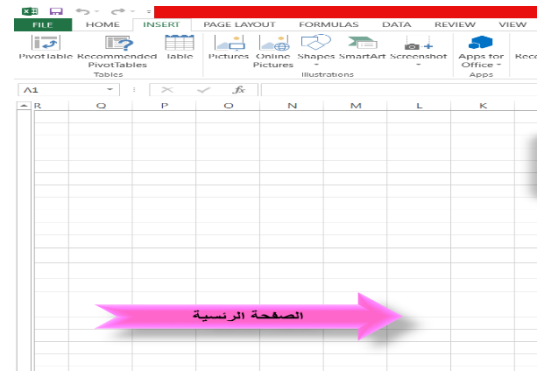 FILE HOME INSERT PAGE LAYOUT FORMULAS DATA REVIEW VIEW
PivotTable Recommended PivotTables Table Pictures Online Pictures Shapes SmartArt Screenshot Apps for Office
Tables Illustrations Apps
A1 fx
R Q P O N M L K
الصفحة الرئسية